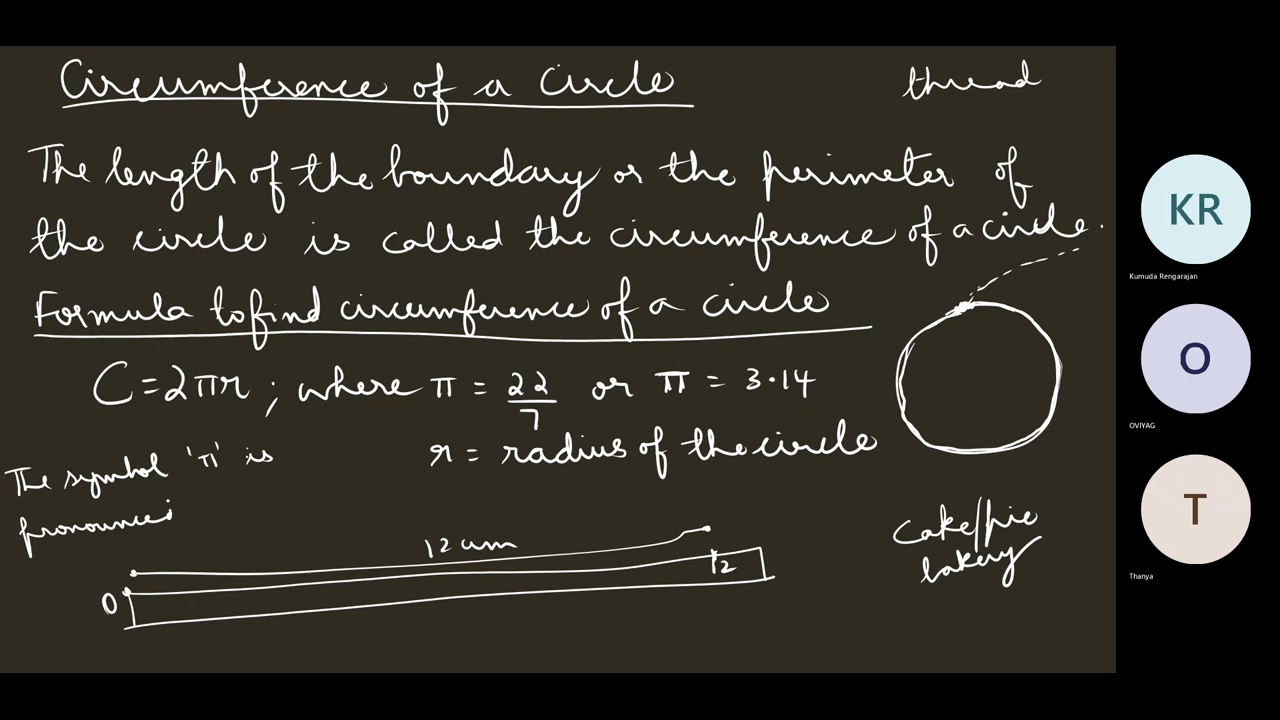 Circumference of a Circle
thread
The length of the boundary or the perimeter of
the circle is called the circumference of a circle.
Formula to find circumference of a circle
C = 2πr ; where π = 22/7 or π = 3.14
r = radius of the circle
The symbol 'π' is
pronounce
12 cm
0
12
Cake/pie
bakery
KR
Kumuda Rengarajan
O
OVIYAG
T
Thanya